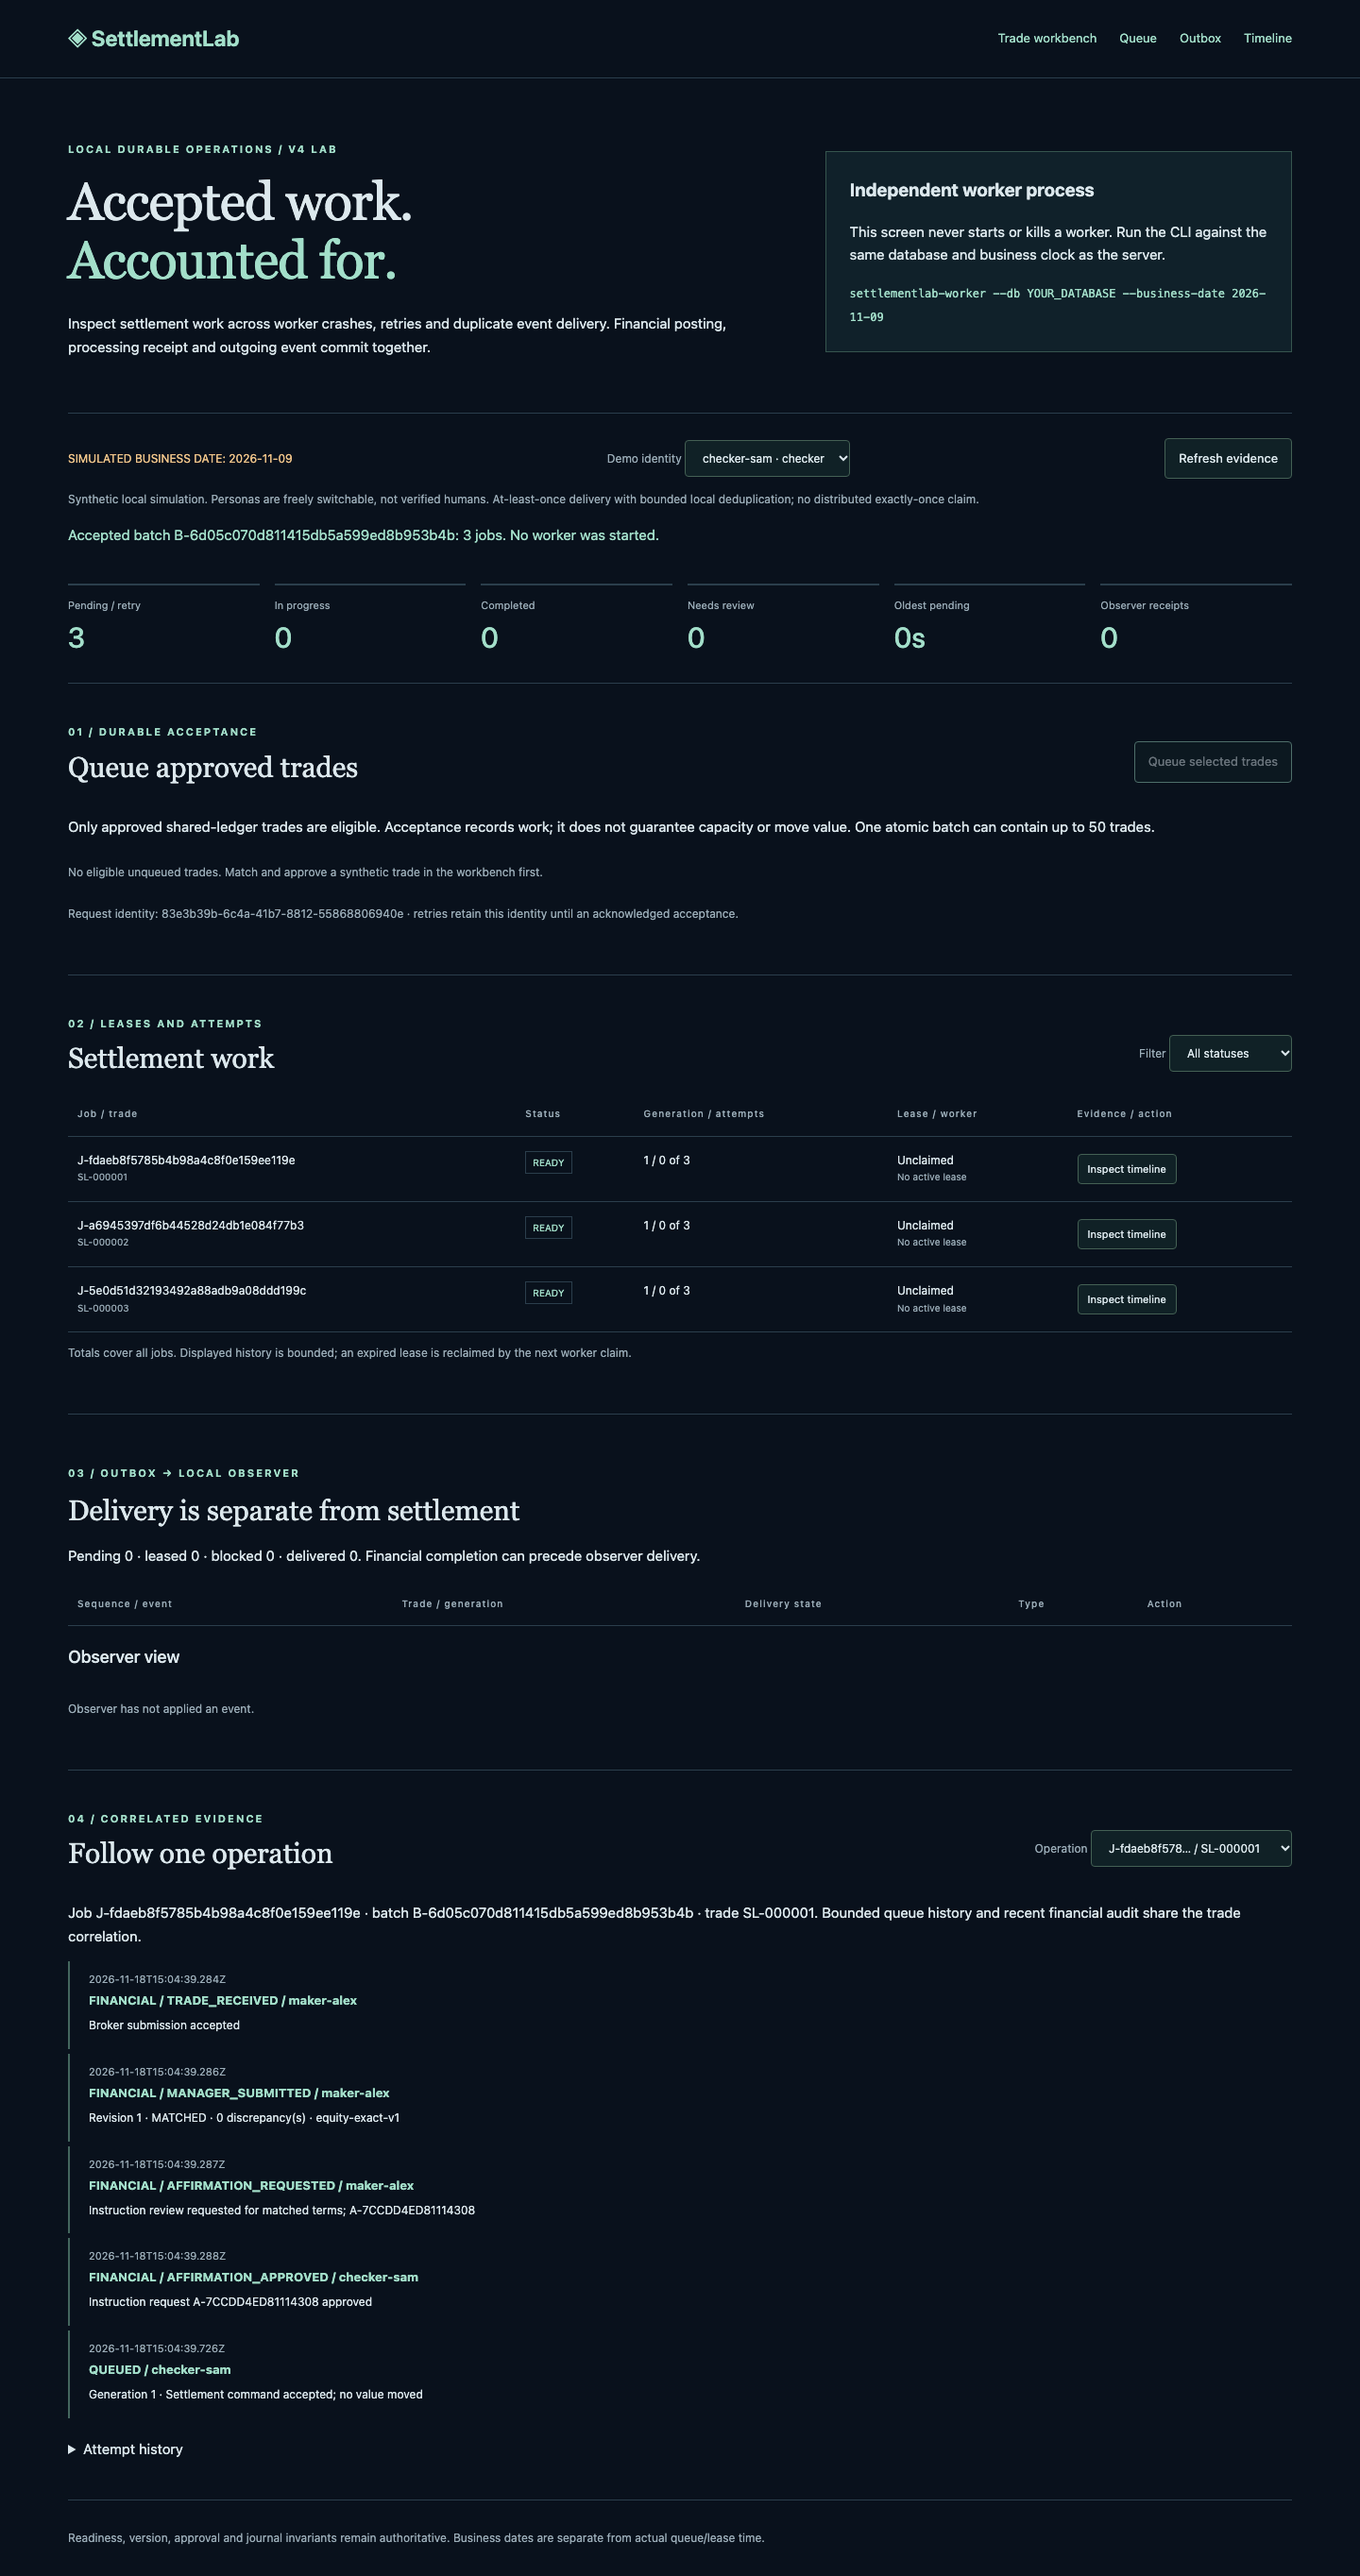 SettlementLab
Trade workbench Queue Outbox Timeline
LOCAL DURABLE OPERATIONS / V4 LAB
Accepted work.
Accounted for.
Inspect settlement work across worker crashes, retries and duplicate event delivery. Financial posting,
processing receipt and outgoing event commit together.
Independent worker process
This screen never starts or kills a worker. Run the CLI against the
same database and business clock as the server.
settlementlab-worker --db YOUR_DATABASE --business-date 2026-
11-09
SIMULATED BUSINESS DATE: 2026-11-09
Demo identity checker-sam · checker
Refresh evidence
Synthetic local simulation. Personas are freely switchable, not verified humans. At-least-once delivery with bounded local deduplication; no distributed exactly-once claim.
Accepted batch B-6d05c070d811415db5a599ed8b953b4b: 3 jobs. No worker was started.
Pending / retry In progress Completed Needs review Oldest pending Observer receipts
3 0 0 0 0s 0
01 / DURABLE ACCEPTANCE
Queue approved trades
Queue selected trades
Only approved shared-ledger trades are eligible. Acceptance records work; it does not guarantee capacity or move value. One atomic batch can contain up to 50 trades.
No eligible unqueued trades. Match and approve a synthetic trade in the workbench first.
Request identity: 83e3b39b-6c4a-41b7-8812-55868806940e · retries retain this identity until an acknowledged acceptance.
02 / LEASES AND ATTEMPTS
Settlement work
Filter All statuses
Job / trade Status Generation / attempts Lease / worker Evidence / action
J-fdaeb8f5785b4b98a4c8f0e159ee119e READY 1 / 0 of 3 Unclaimed Inspect timeline
SL-000001 No active lease
J-a6945397df6b44528d24db1e084f77b3 READY 1 / 0 of 3 Unclaimed Inspect timeline
SL-000002 No active lease
J-5e0d51d32193492a88adb9a08ddd199c READY 1 / 0 of 3 Unclaimed Inspect timeline
SL-000003 No active lease
Totals cover all jobs. Displayed history is bounded; an expired lease is reclaimed by the next worker claim.
03 / OUTBOX → LOCAL OBSERVER
Delivery is separate from settlement
Pending 0 · leased 0 · blocked 0 · delivered 0. Financial completion can precede observer delivery.
Sequence / event Trade / generation Delivery state Type Action
Observer view
Observer has not applied an event.
04 / CORRELATED EVIDENCE
Follow one operation
Operation J-fdaeb8f578... / SL-000001
Job J-fdaeb8f5785b4b98a4c8f0e159ee119e · batch B-6d05c070d811415db5a599ed8b953b4b · trade SL-000001. Bounded queue history and recent financial audit share the trade
correlation.
2026-11-18T15:04:39.284Z
FINANCIAL / TRADE_RECEIVED / maker-alex
Broker submission accepted
2026-11-18T15:04:39.286Z
FINANCIAL / MANAGER_SUBMITTED / maker-alex
Revision 1 · MATCHED · 0 discrepancy(s) · equity-exact-v1
2026-11-18T15:04:39.287Z
FINANCIAL / AFFIRMATION_REQUESTED / maker-alex
Instruction review requested for matched terms; A-7CCDD4ED81114308
2026-11-18T15:04:39.288Z
FINANCIAL / AFFIRMATION_APPROVED / checker-sam
Instruction request A-7CCDD4ED81114308 approved
2026-11-18T15:04:39.726Z
QUEUED / checker-sam
Generation 1 · Settlement command accepted; no value moved
Attempt history
Readiness, version, approval and journal invariants remain authoritative. Business dates are separate from actual queue/lease time.